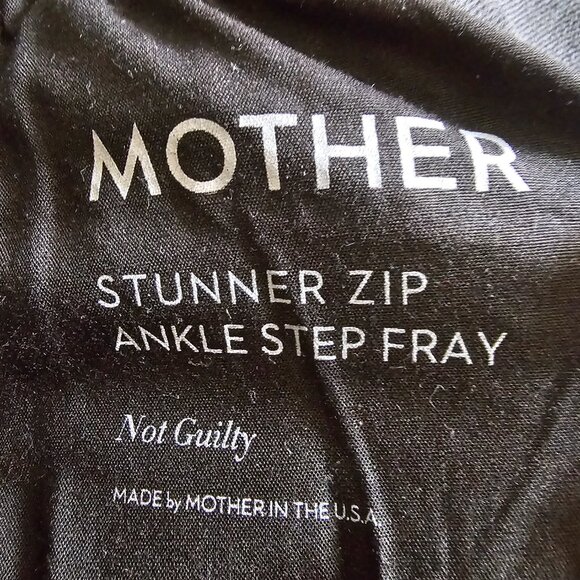 MOTHER
STUNNER ZIP
ANKLE STEP FRAY
Not Guilty
MADE by MOTHER IN THE U.S.A.